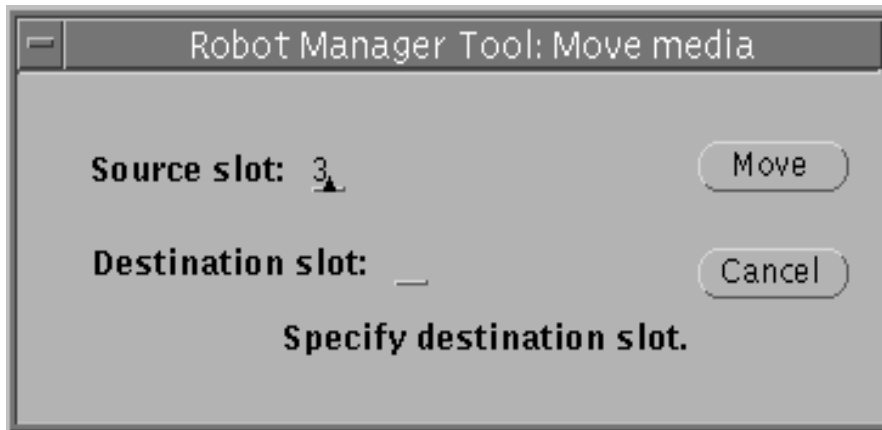 Robot Manager Tool: Move media
Source slot: 3
Move
Destination slot:
Cancel
Specify destination slot.